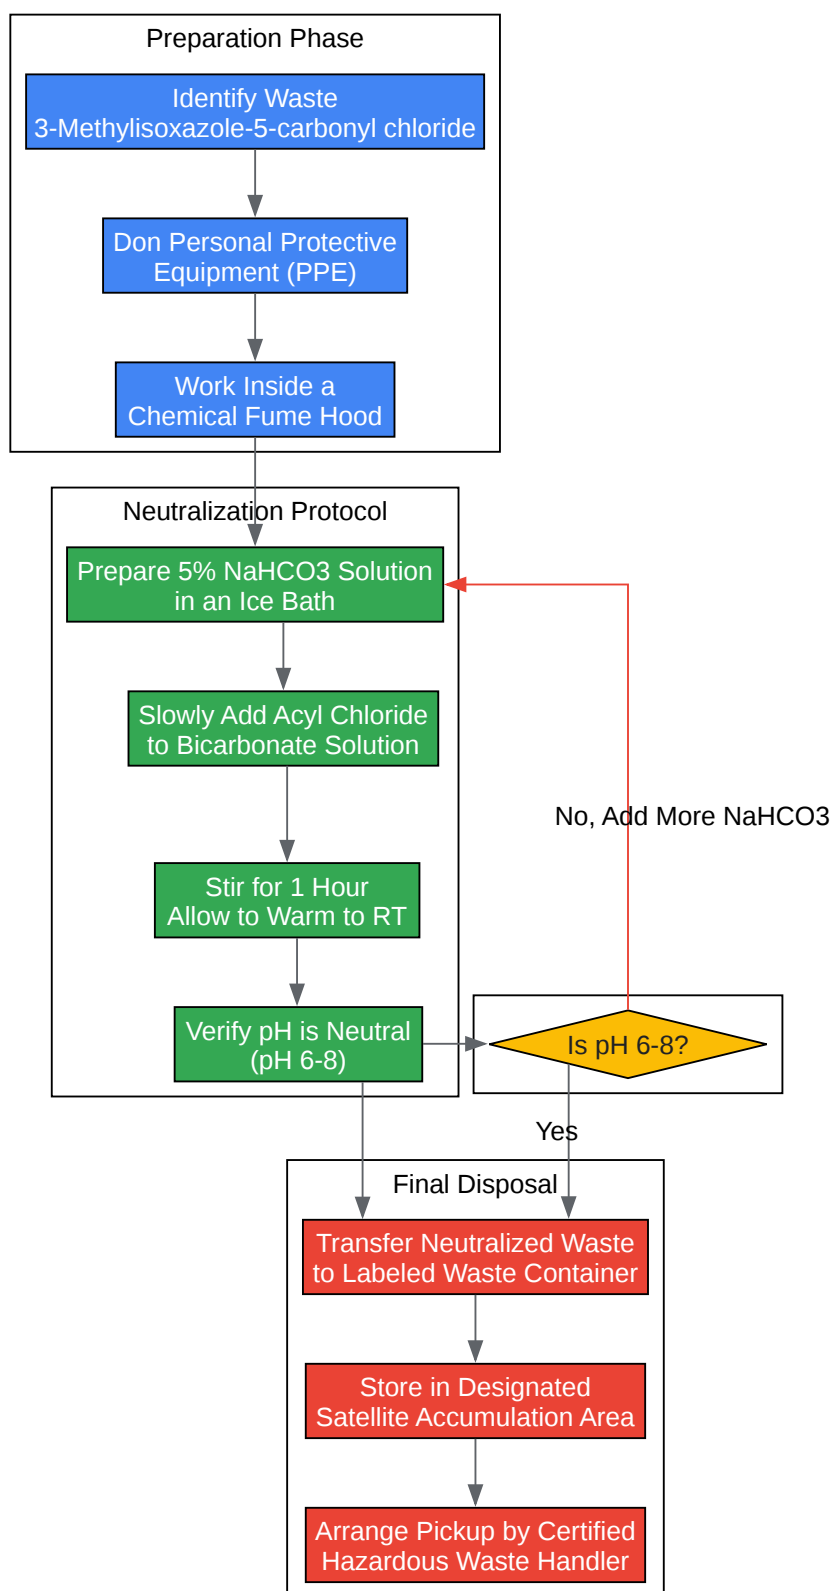 Preparation Phase
Identify Waste
3-Methylisoxazole-5-carbonyl chloride
Don Personal Protective
Equipment (PPE)
Work Inside a
Chemical Fume Hood
Neutralization Protocol
Prepare 5% NaHCO3 Solution
in an Ice Bath
Slowly Add Acyl Chloride
to Bicarbonate Solution
No, Add More NaHCO3
Stir for 1 Hour
Allow to Warm to RT
Verify pH is Neutral
(pH 6-8)
Is pH 6-8?
Yes
Final Disposal
Transfer Neutralized Waste
to Labeled Waste Container
Store in Designated
Satellite Accumulation Area
Arrange Pickup by Certified
Hazardous Waste Handler